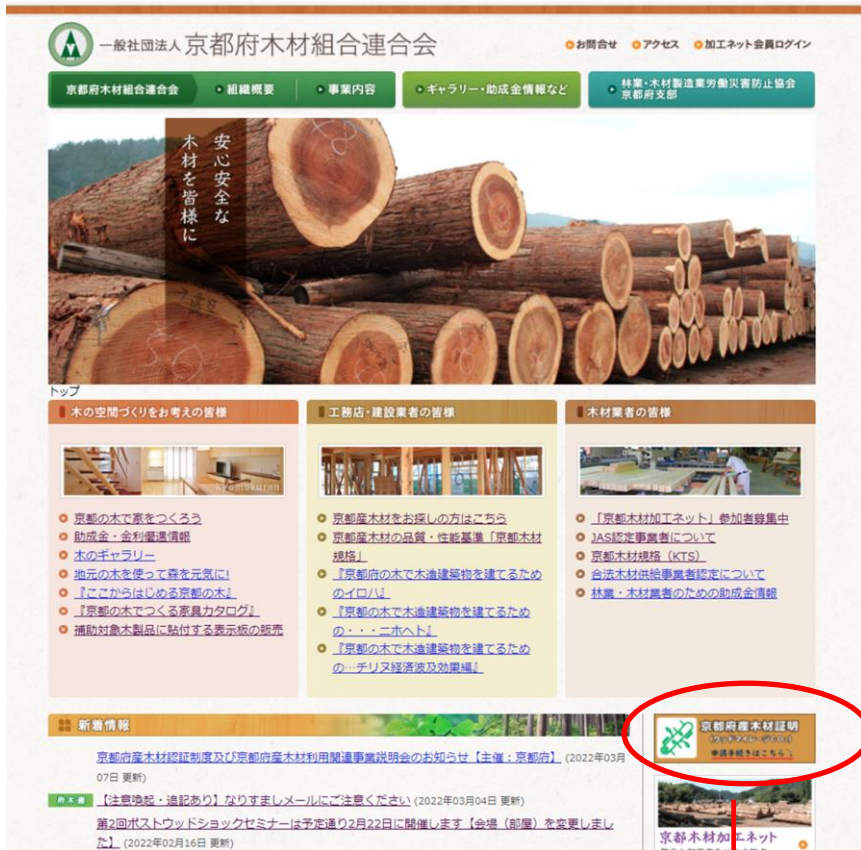 一般社団法人 京都府木材組合連合会
お問合せ アクセス 加工ネット会員ログイン
京都府木材組合連合会 組織概要 事業内容 ギャラリー・助成金情報など 林業・木材製造業労働災害防止協会
京都府支部
安心安全な
木材を皆様に
トップ
木の空間づくりをお考えの皆様
kyomokuren
京都の木で家をつくろう
助成金・金利優遇情報
木のギャラリー
地元の木を使って森を元気に!
『ここからはじめる京都の木』
『京都の木でつくる家具カタログ』
補助対象木製品に貼付する表示板の販売
工務店・建設業者の皆様
京都産木材をお探しの方はこちら
京都府産木材の品質・性能基準「京都木材
規格」
『京都府の木で木造建築物を建てるため
のイロハ』
『京都の木で木造建築物を建てるため
の・・・ニホヘト』
『京都の木で木造建築物を建てるため
の…チリヌ経済波及効果編』
木材業者の皆様
「京都木材加工ネット」参加者募集中
JAS認定事業者について
京都木材規格（KTS）
合法木材供給事業者認定について
林業・木材業者のための助成金情報
新着情報
京都府産木材認証制度及び京都府産木材利用関連事業説明会のお知らせ【主催：京都府】 (2022年03月
07日 更新)
府木連 【注意喚起・追記あり】なりすましメールにご注意ください (2022年03月04日 更新)
第2回ポストウッドショックセミナーは予定通り2月22日に開催します【会場（部屋）を変更しまし
た】 (2022年02月16日 更新)
京都府産木材証明
(ウッドマイレージCO₂)
申請手続きはこちら
京都木材加工ネット